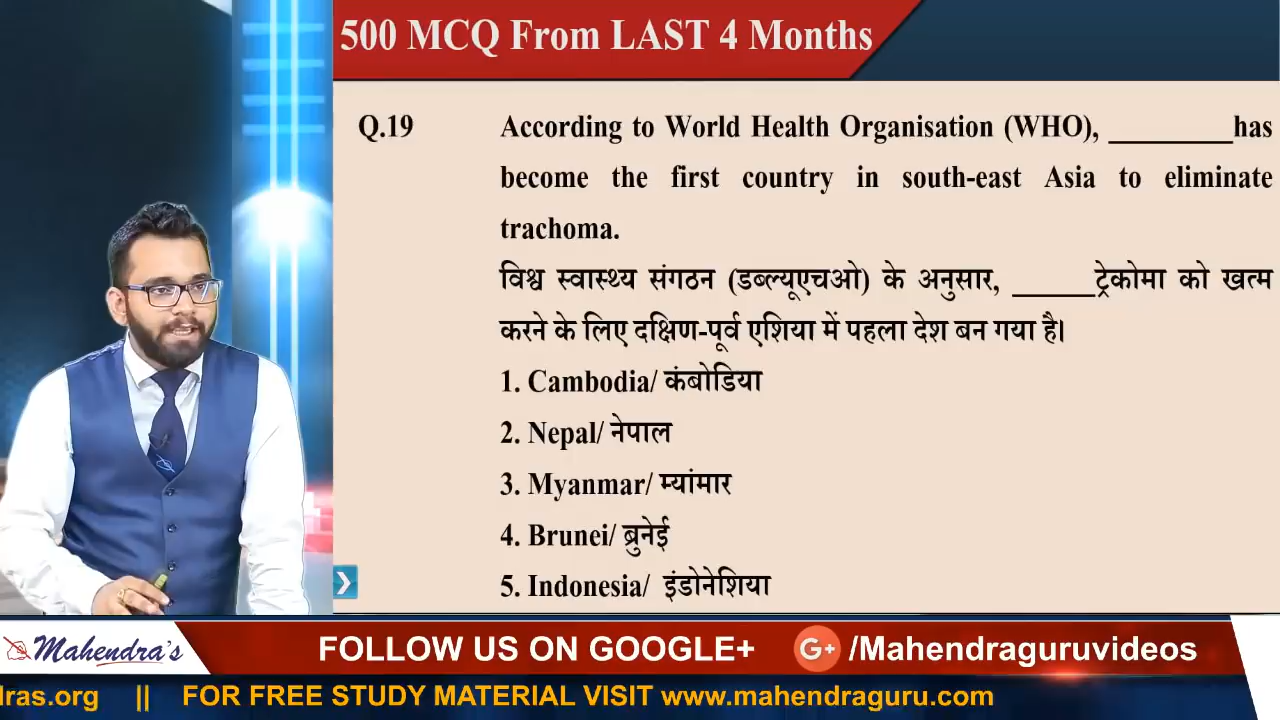 500 MCQ From LAST 4 Months
Q.19 According to World Health Organisation (WHO), _________has
become the first country in south-east Asia to eliminate
trachoma.
विश्व स्वास्थ्य संगठन (डब्ल्यूएचओ) के अनुसार, ______ट्रेकोमा को खत्म
करने के लिए दक्षिण-पूर्व एशिया में पहला देश बन गया है।
1. Cambodia/ कंबोडिया
2. Nepal/ नेपाल
3. Myanmar/ म्यांमार
4. Brunei/ ब्रुनेई
5. Indonesia/ इंडोनेशिया
Mahendra's
FOLLOW US ON GOOGLE+ G+ /Mahendraguruvideos
dras.org || FOR FREE STUDY MATERIAL VISIT www.mahendraguru.com